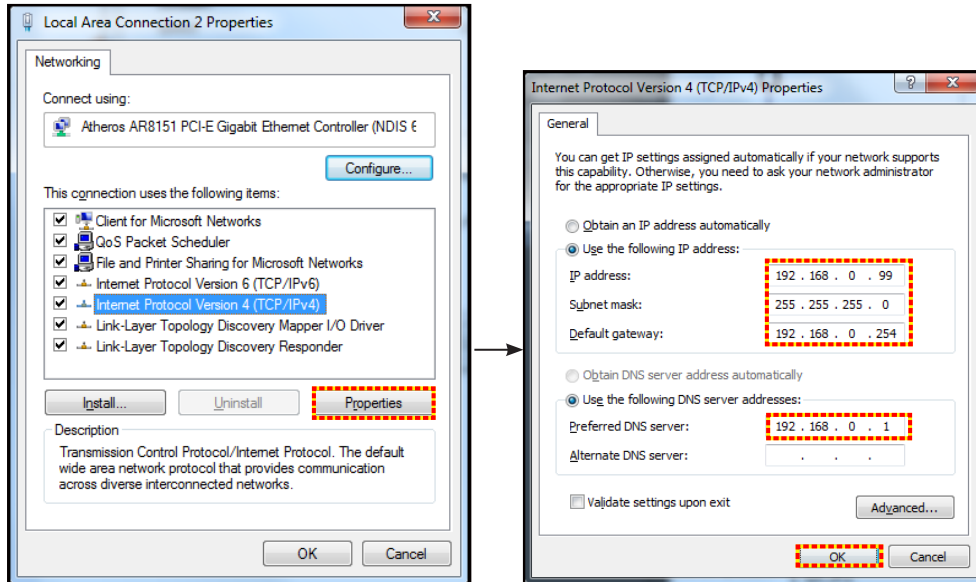 Local Area Connection 2 Properties
Networking
Connect using:
Atheros AR8151 PCI-E Gigabit Ethernet Controller (NDIS 6
Configure...
This connection uses the following items:
Client for Microsoft Networks
QoS Packet Scheduler
File and Printer Sharing for Microsoft Networks
Internet Protocol Version 6 (TCP/IPv6)
Internet Protocol Version 4 (TCP/IPv4)
Link-Layer Topology Discovery Mapper I/O Driver
Link-Layer Topology Discovery Responder
Install... Uninstall Properties
Description
Transmission Control Protocol/Internet Protocol. The default
wide area network protocol that provides communication
across diverse interconnected networks.
OK Cancel
Internet Protocol Version 4 (TCP/IPv4) Properties
General
You can get IP settings assigned automatically if your network supports
this capability. Otherwise, you need to ask your network administrator
for the appropriate IP settings.
Obtain an IP address automatically
Use the following IP address:
IP address: 192 . 168 . 0 . 99
Subnet mask: 255 . 255 . 255 . 0
Default gateway: 192 . 168 . 0 . 254
Obtain DNS server address automatically
Use the following DNS server addresses:
Preferred DNS server: 192 . 168 . 0 . 1
Alternate DNS server: . . .
Validate settings upon exit
Advanced...
OK Cancel